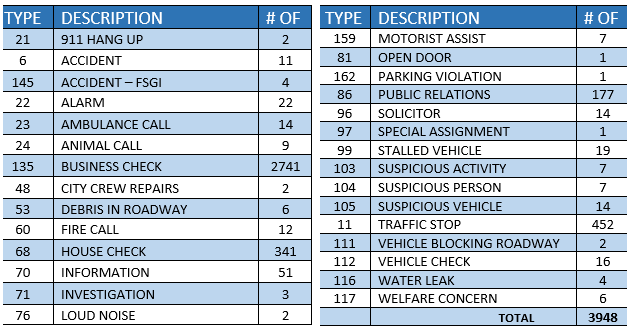 TYPE DESCRIPTION # OF
21 911 HANG UP 2
6 ACCIDENT 11
145 ACCIDENT – FSGI 4
22 ALARM 22
23 AMBULANCE CALL 14
24 ANIMAL CALL 9
135 BUSINESS CHECK 2741
48 CITY CREW REPAIRS 2
53 DEBRIS IN ROADWAY 6
60 FIRE CALL 12
68 HOUSE CHECK 341
70 INFORMATION 51
71 INVESTIGATION 3
76 LOUD NOISE 2
TYPE DESCRIPTION # OF
159 MOTORIST ASSIST 7
81 OPEN DOOR 1
162 PARKING VIOLATION 1
86 PUBLIC RELATIONS 177
96 SOLICITOR 14
97 SPECIAL ASSIGNMENT 1
99 STALLED VEHICLE 19
103 SUSPICIOUS ACTIVITY 7
104 SUSPICIOUS PERSON 7
105 SUSPICIOUS VEHICLE 14
11 TRAFFIC STOP 452
111 VEHICLE BLOCKING ROADWAY 2
112 VEHICLE CHECK 16
116 WATER LEAK 4
117 WELFARE CONCERN 6
TOTAL 3948